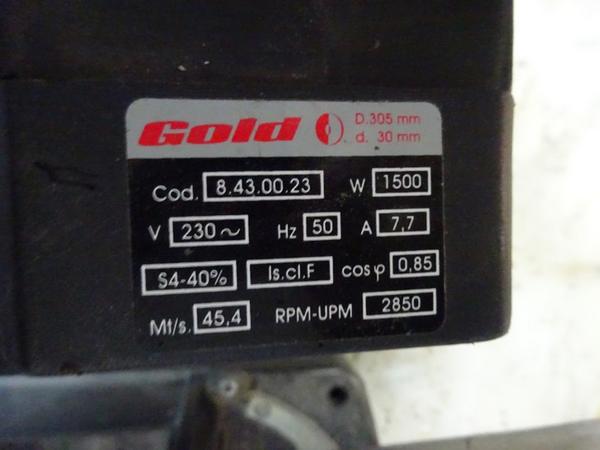 Gold D.305 mm
d. 30 mm
Cod. 8.43.00.23 W 1500
V 230~ Hz 50 A 7,7
S4-40% Is.cl.F cos φ 0,85
Mt/s. 45,4 RPM-UPM 2850